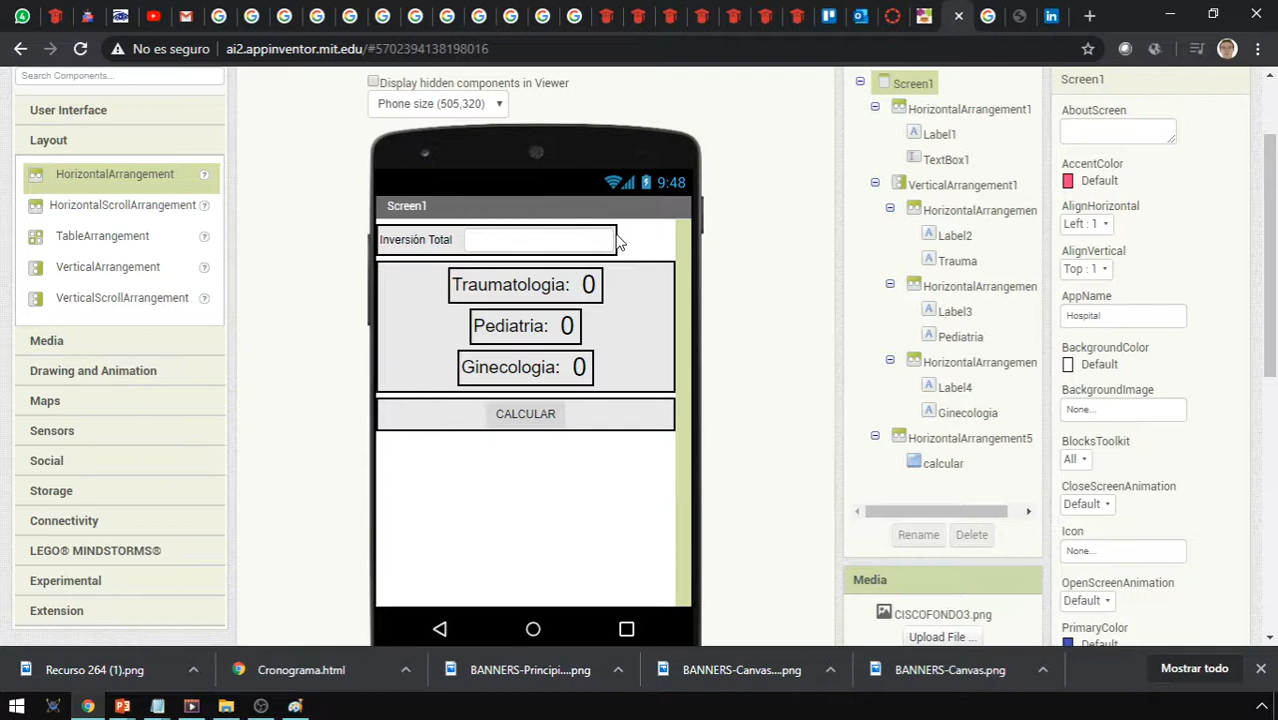 No es seguro
ai2.appinventor.mit.edu/#5702394138198016
Search Components...
User Interface
Layout
HorizontalArrangement
?
HorizontalScrollArrangement
?
TableArrangement
?
VerticalArrangement
?
VerticalScrollArrangement
?
Media
Drawing and Animation
Maps
Sensors
Social
Storage
Connectivity
LEGO® MINDSTORMS®
Experimental
Extension
Display hidden components in Viewer
Phone size (505,320)
9:48
Screen1
Inversión Total
Traumatologia: 0
Pediatria: 0
Ginecologia: 0
CALCULAR
Screen1
HorizontalArrangement1
Label1
TextBox1
VerticalArrangement1
HorizontalArrangemen
Label2
Trauma
HorizontalArrangemen
Label3
Pediatria
HorizontalArrangemen
Label4
Ginecologia
HorizontalArrangement5
calcular
Rename
Delete
Media
CISCOFONDO3.png
Upload File ...
Screen1
AboutScreen
AccentColor
Default
AlignHorizontal
Left : 1
AlignVertical
Top : 1
AppName
Hospital
BackgroundColor
Default
BackgroundImage
None...
BlocksToolkit
All
CloseScreenAnimation
Default
Icon
None...
OpenScreenAnimation
Default
PrimaryColor
Default
Recurso 264 (1).png
Cronograma.html
BANNERS-Principi....png
BANNERS-Canvas....png
BANNERS-Canvas.png
Mostrar todo